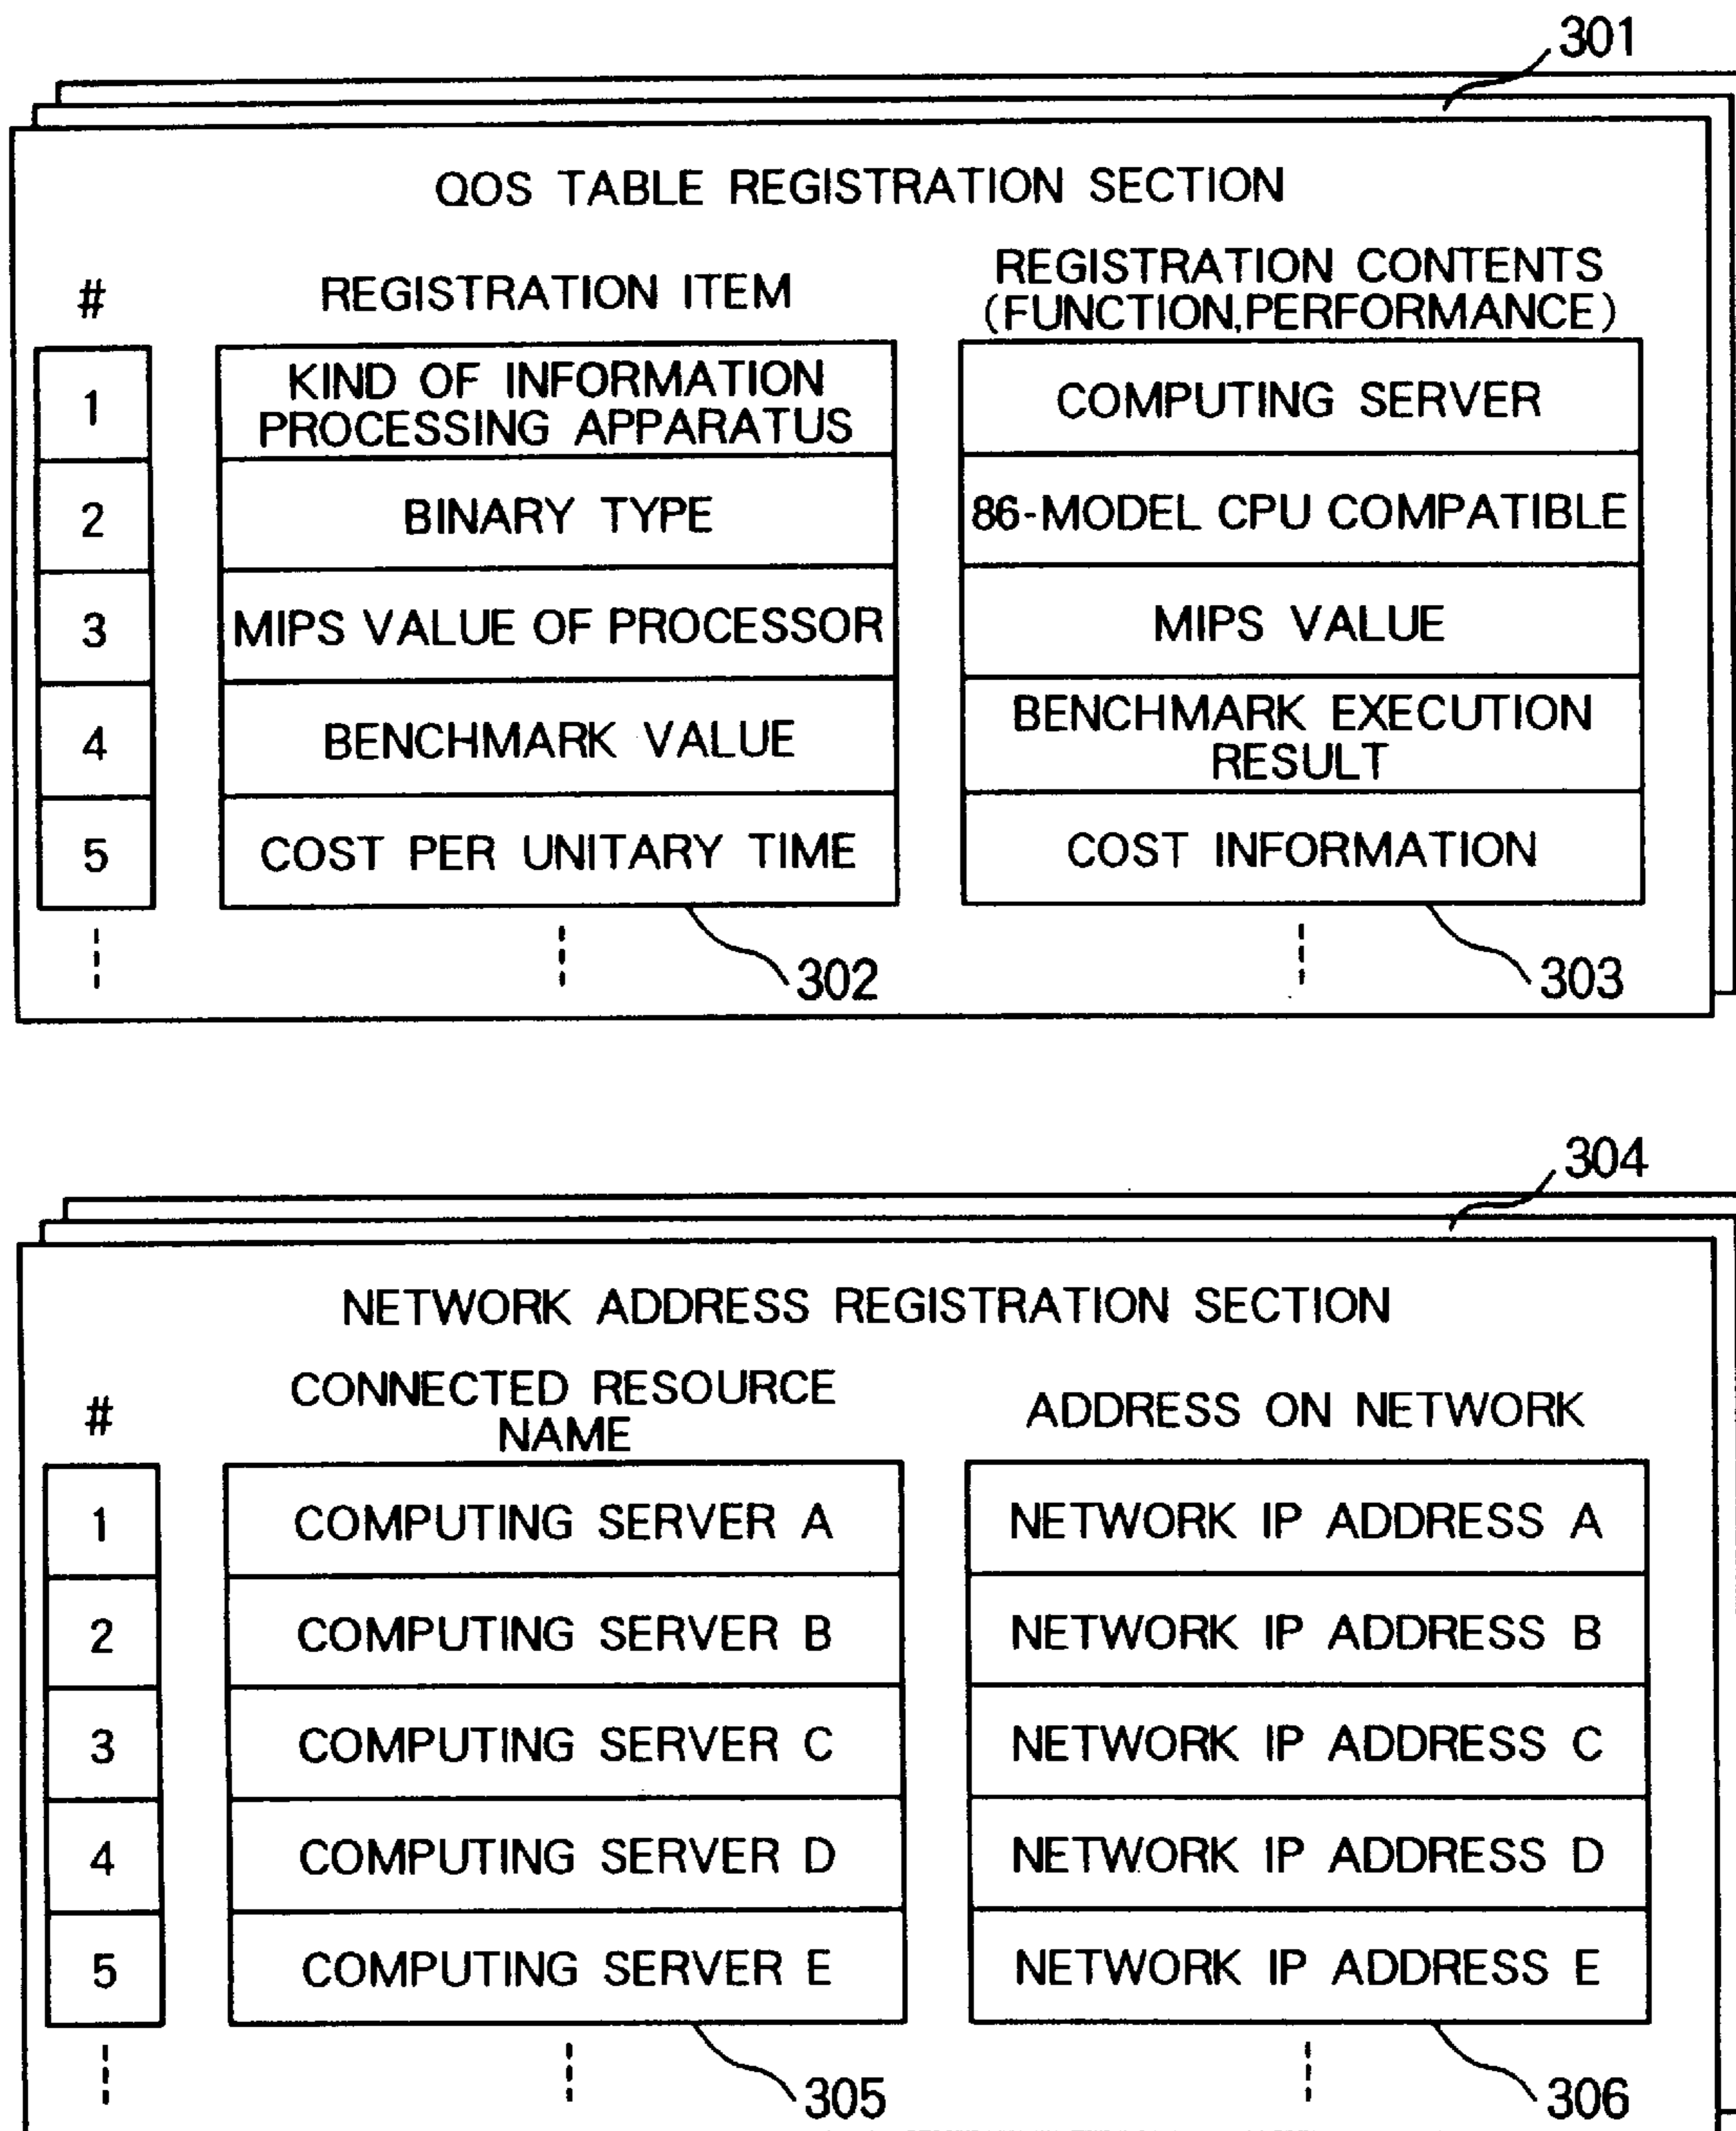 301
QOS TABLE REGISTRATION SECTION
# REGISTRATION ITEM REGISTRATION CONTENTS
(FUNCTION,PERFORMANCE)
1 KIND OF INFORMATION
PROCESSING APPARATUS COMPUTING SERVER
2 BINARY TYPE 86-MODEL CPU COMPATIBLE
3 MIPS VALUE OF PROCESSOR MIPS VALUE
4 BENCHMARK VALUE BENCHMARK EXECUTION
RESULT
5 COST PER UNITARY TIME COST INFORMATION
302 303
304
NETWORK ADDRESS REGISTRATION SECTION
# CONNECTED RESOURCE
NAME ADDRESS ON NETWORK
1 COMPUTING SERVER A NETWORK IP ADDRESS A
2 COMPUTING SERVER B NETWORK IP ADDRESS B
3 COMPUTING SERVER C NETWORK IP ADDRESS C
4 COMPUTING SERVER D NETWORK IP ADDRESS D
5 COMPUTING SERVER E NETWORK IP ADDRESS E
305 306